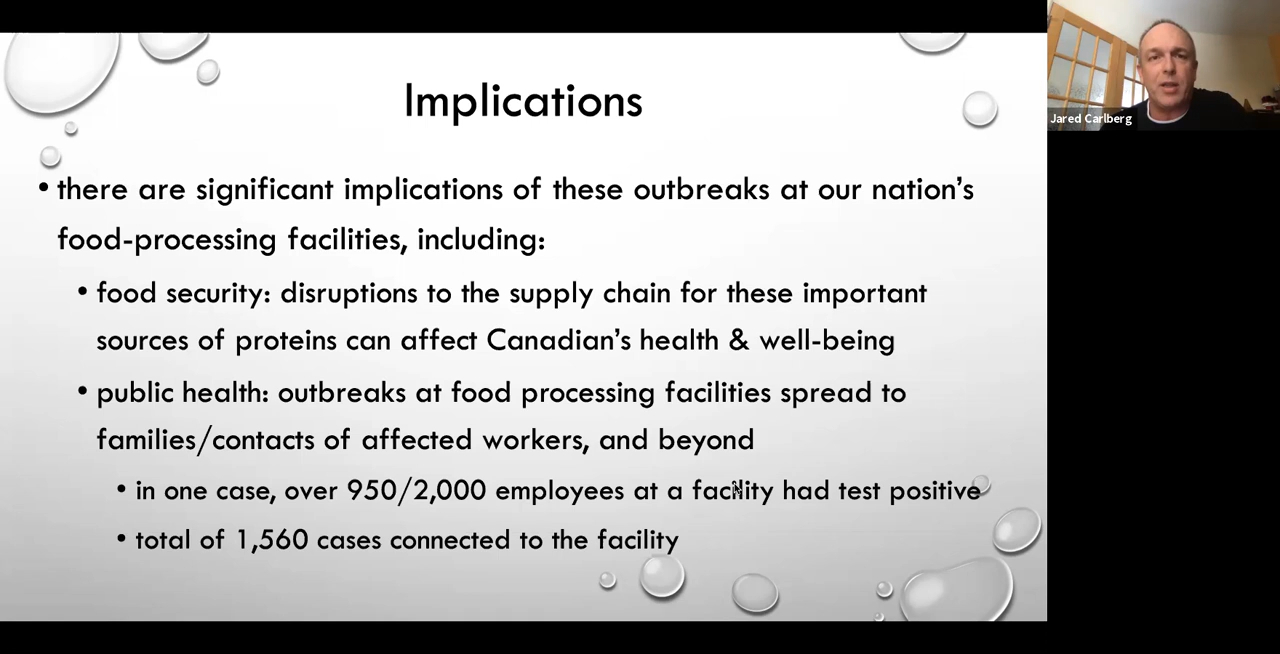 Implications
• there are significant implications of these outbreaks at our nation's
food-processing facilities, including:
• food security: disruptions to the supply chain for these important
sources of proteins can affect Canadian's health & well-being
• public health: outbreaks at food processing facilities spread to
families/contacts of affected workers, and beyond
• in one case, over 950/2,000 employees at a facility had test positive
• total of 1,560 cases connected to the facility
Jared Carlberg